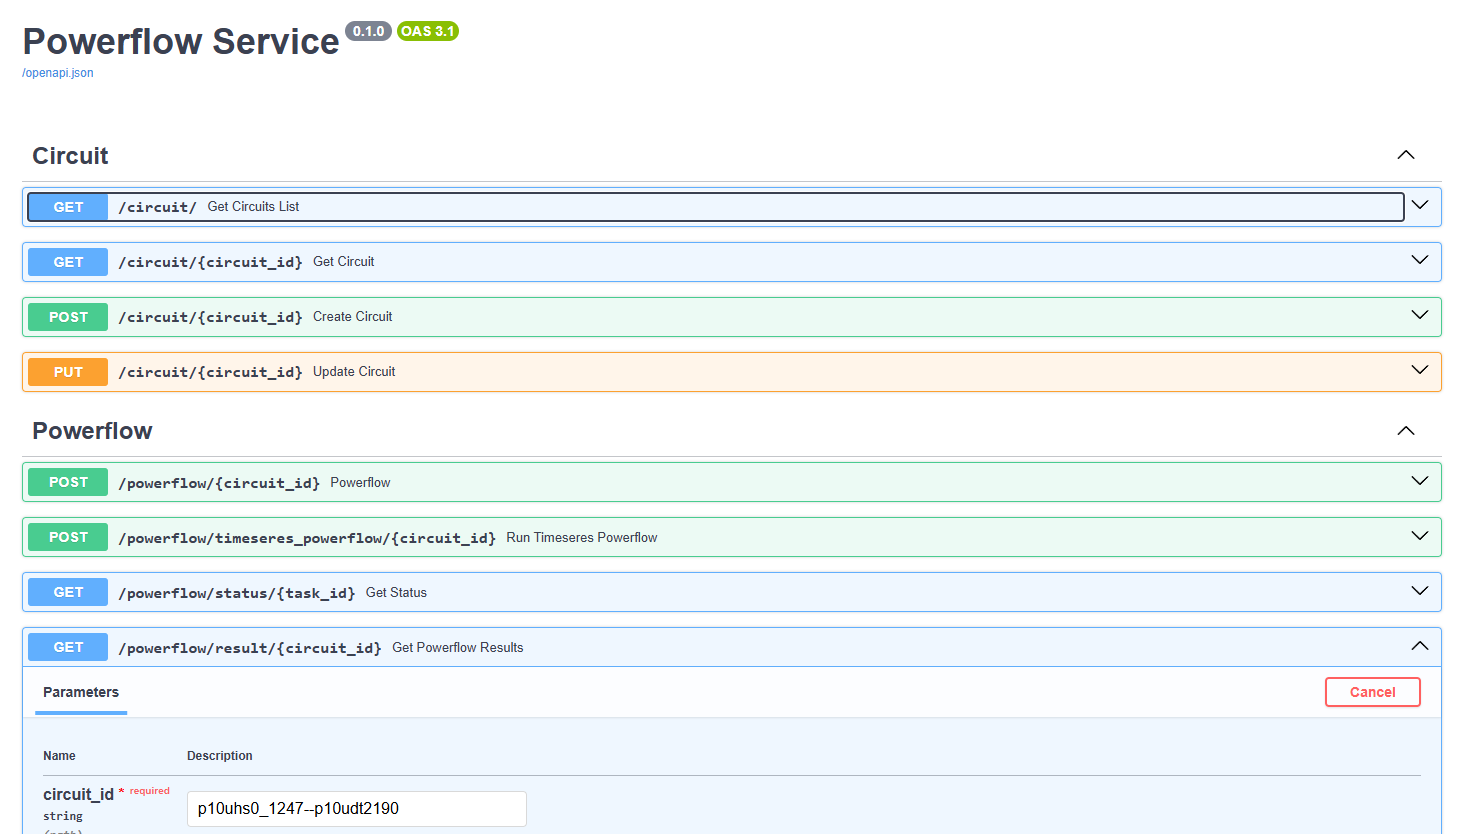 Powerflow Service 0.1.0 OAS 3.1
/openapi.json
Circuit
GET /circuit/ Get Circuits List
GET /circuit/{circuit_id} Get Circuit
POST /circuit/{circuit_id} Create Circuit
PUT /circuit/{circuit_id} Update Circuit
Powerflow
POST /powerflow/{circuit_id} Powerflow
POST /powerflow/timeseres_powerflow/{circuit_id} Run Timeseres Powerflow
GET /powerflow/status/{task_id} Get Status
GET /powerflow/result/{circuit_id} Get Powerflow Results
Parameters Cancel
Name Description
circuit_id * required
p10uhs0_1247--p10udt2190
string
(path)